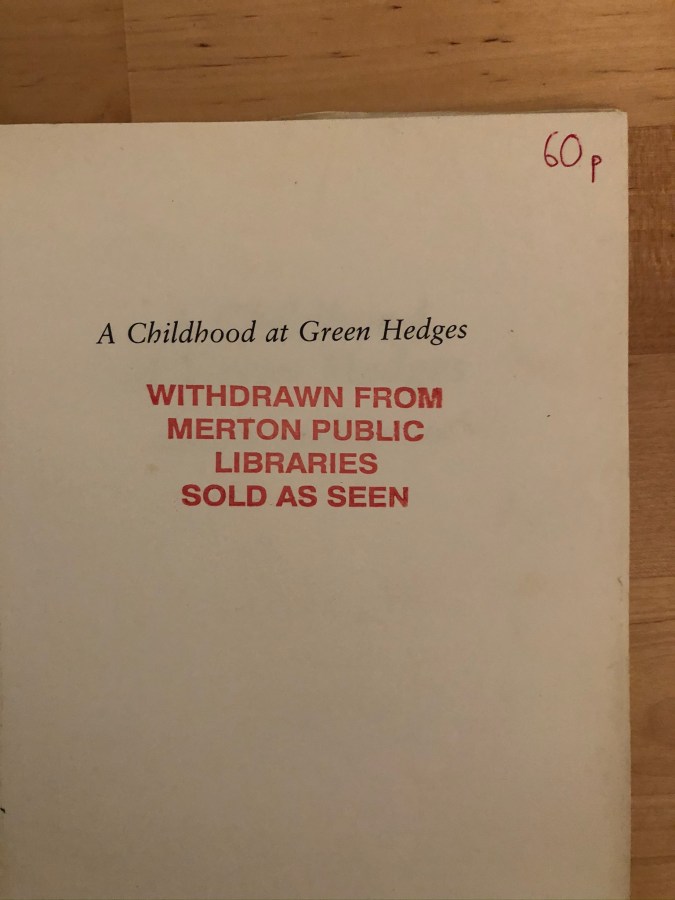 60p
A Childhood at Green Hedges
WITHDRAWN FROM
MERTON PUBLIC
LIBRARIES
SOLD AS SEEN